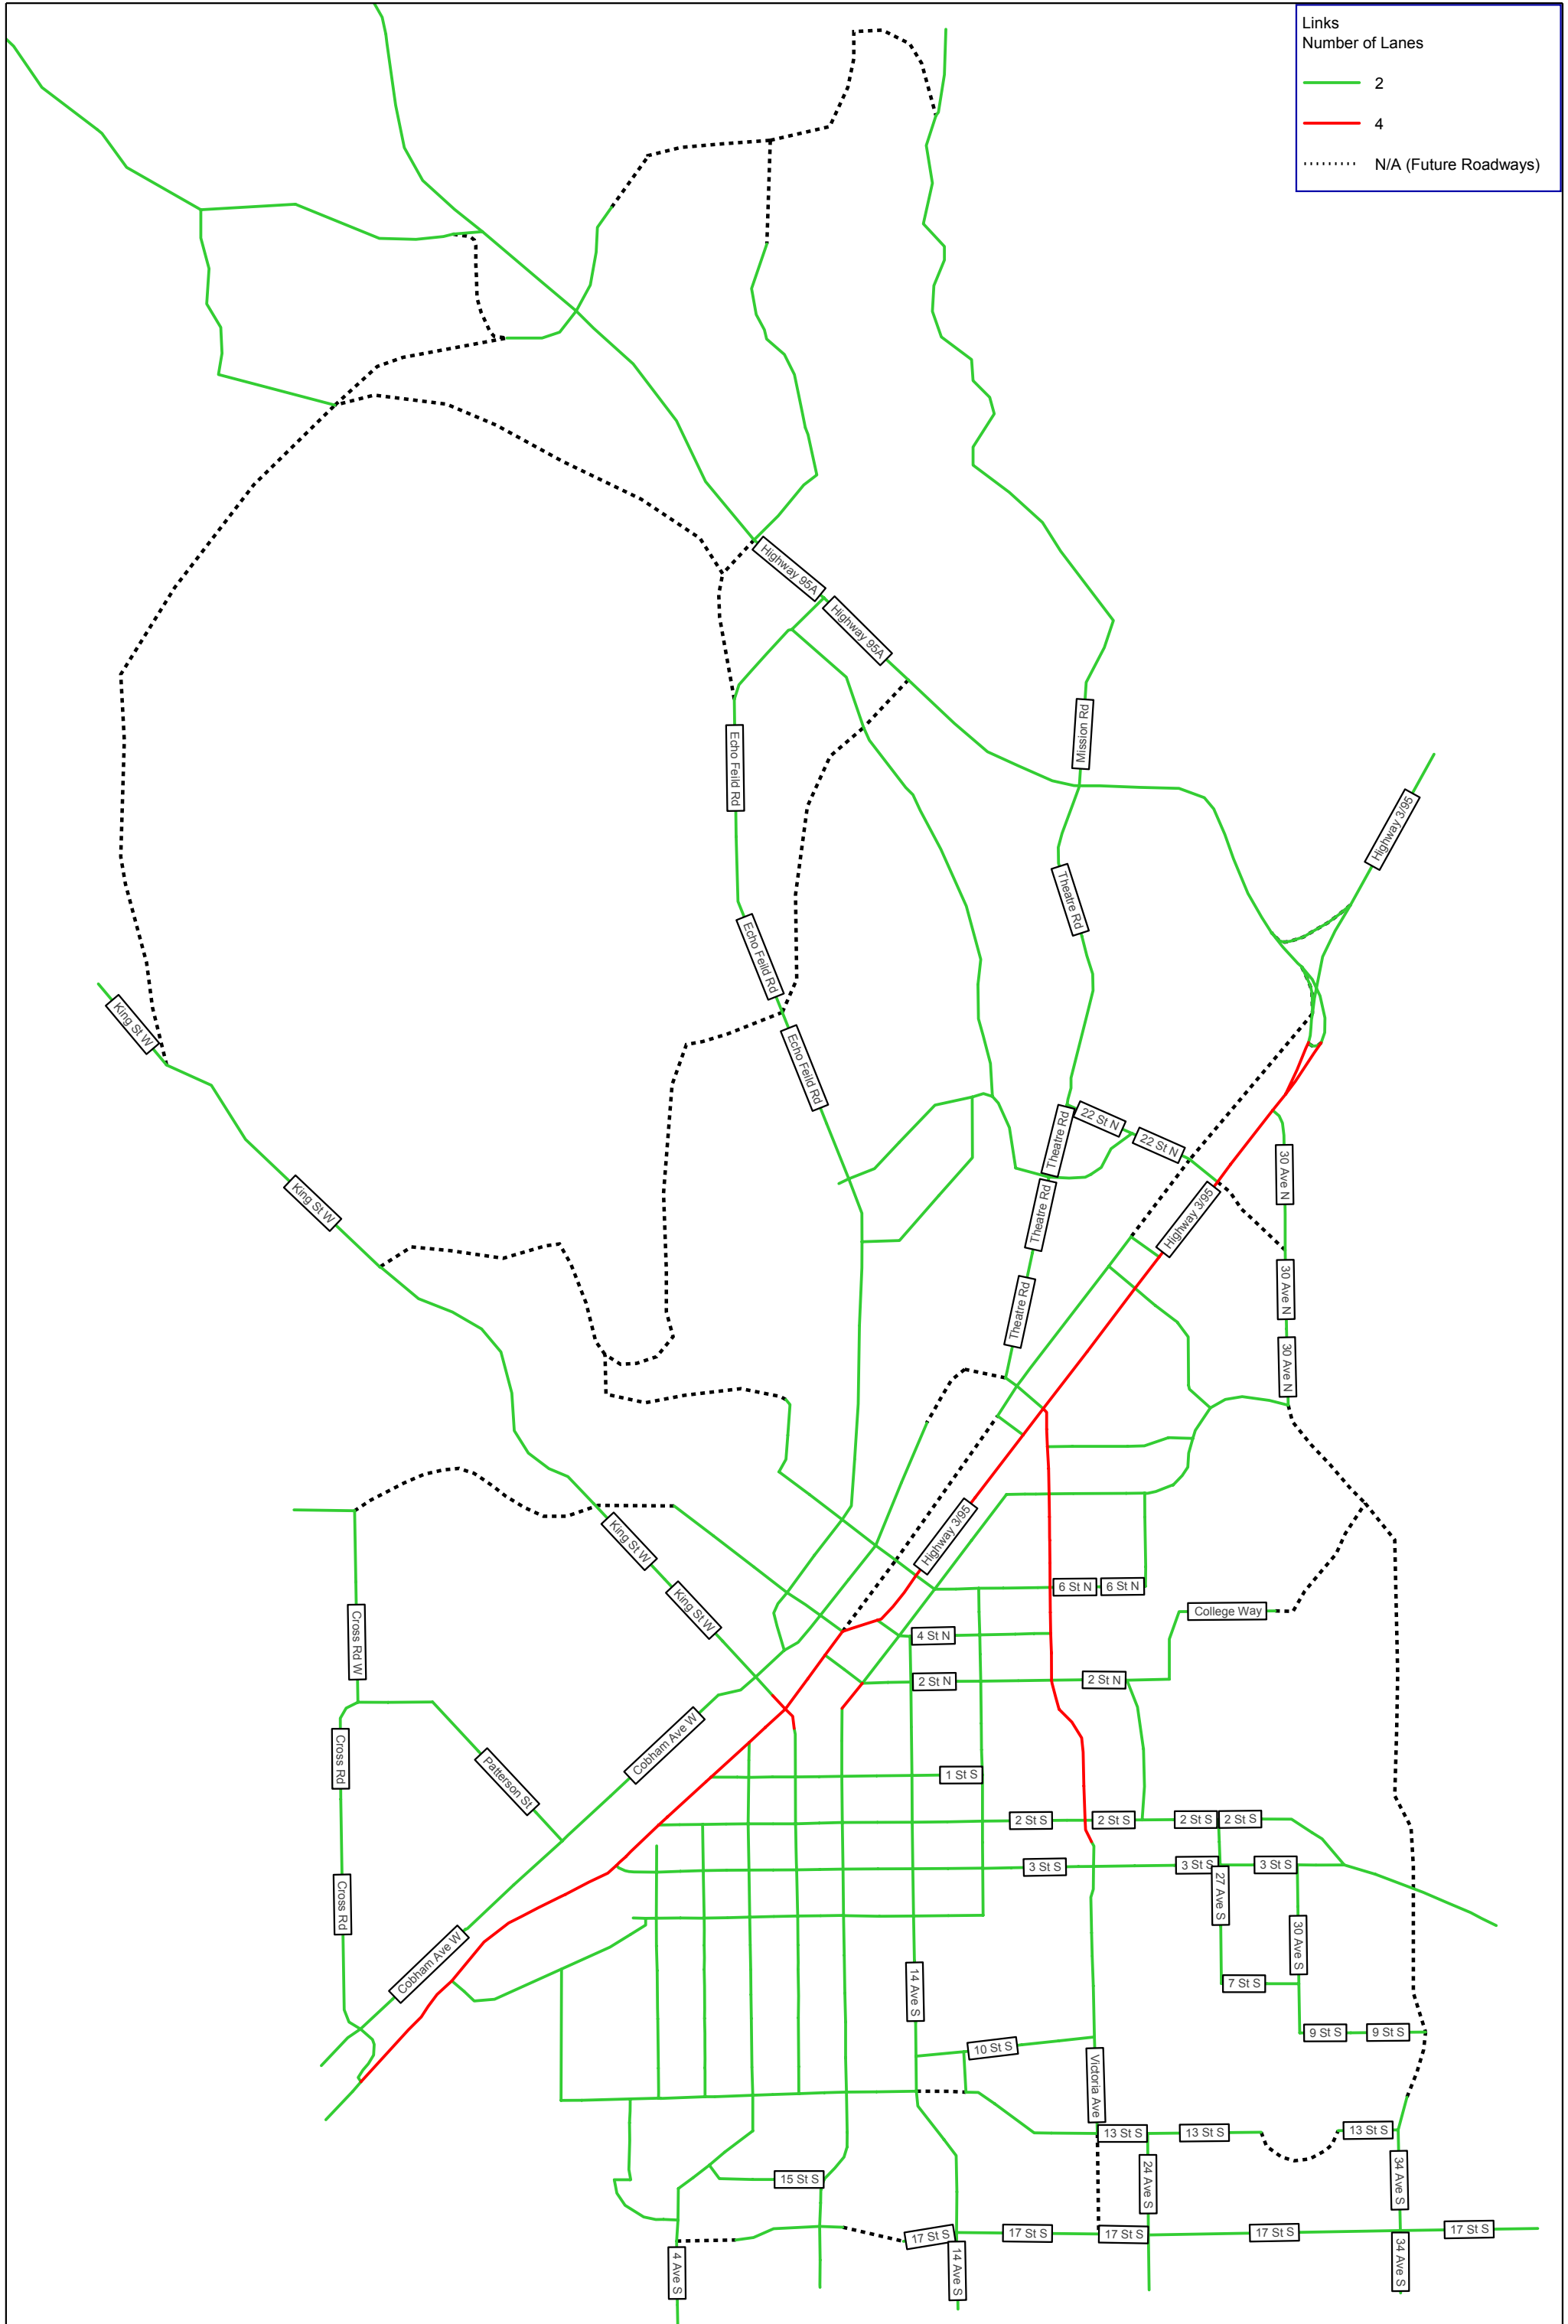 Links
Number of Lanes
2
4
N/A (Future Roadways)
Highway 95A
Highway 95A
Mission Rd
Echo Feild Rd
Highway 3/95
Theatre Rd
Echo Feild Rd
King St W
Echo Feild Rd
22 St N
Theatre Rd
22 St N
30 Ave N
King St W
Theatre Rd
Highway 3/95
30 Ave N
Theatre Rd
30 Ave N
Highway 3/95
King St W
6 St N
6 St N
King St W
College Way
Cross Rd W
4 St N
2 St N
2 St N
Cobham Ave W
Cross Rd
Patterson St
1 St S
2 St S
2 St S
2 St S
2 St S
3 St S
3 St S
3 St S
27 Ave S
Cross Rd
30 Ave S
Cobham Ave W
14 Ave S
7 St S
9 St S
9 St S
10 St S
Victoria Ave
13 St S
13 St S
13 St S
15 St S
24 Ave S
34 Ave S
17 St S
17 St S
17 St S
17 St S
17 St S
4 Ave S
14 Ave S
34 Ave S